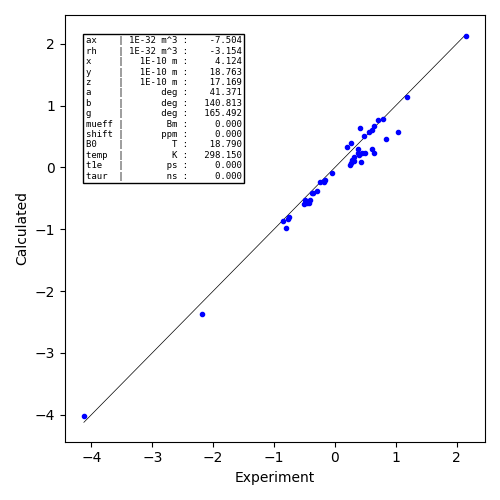 ax | 1E-32 m^3 : -7.504
rh | 1E-32 m^3 : -3.154
x | 1E-10 m : 4.124
y | 1E-10 m : 18.763
z | 1E-10 m : 17.169
a | deg : 41.371
b | deg : 140.813
g | deg : 165.492
mueff | Bm : 0.000
shift | ppm : 0.000
B0 | T : 18.790
temp | K : 298.150
t1e | ps : 0.000
taur | ns : 0.000
2
1
0
−1
−2
−3
−4
Calculated
−4 −3 −2 −1 0 1 2
Experiment